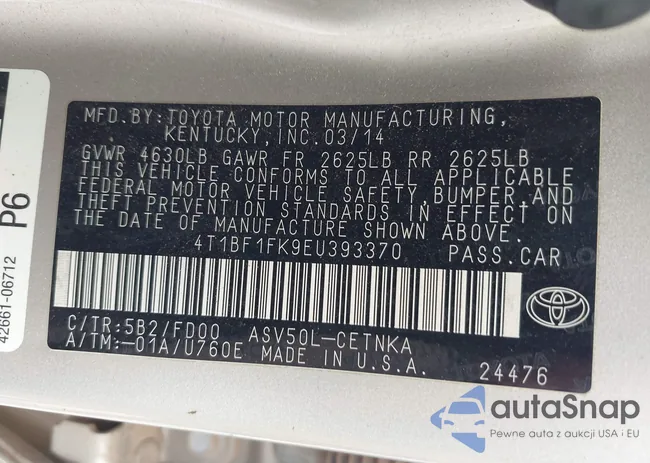 MFD.BY:TOYOTA MOTOR MANUFACTURING,
KENTUCKY,INC.03/14
GVWR 4630LB GAWR FR 2625LB RR 2625LB
THIS VEHICLE CONFORMS TO ALL APPLICABLE
FEDERAL MOTOR VEHICLE SAFETY,BUMPER,AND
THEFT PREVENTION STANDARDS IN EFFECT ON
THE DATE OF MANUFACTURE SHOWN ABOVE.
4T1BF1FK9EU393370 PASS.CAR
C/TR:5B2/FD00 ASV50L-CETNKA
A/TM:-01A/U760E MADE IN U.S.A.
24476
P6
42661-06712
autaSnap
Pewne auta z aukcji USA i EU